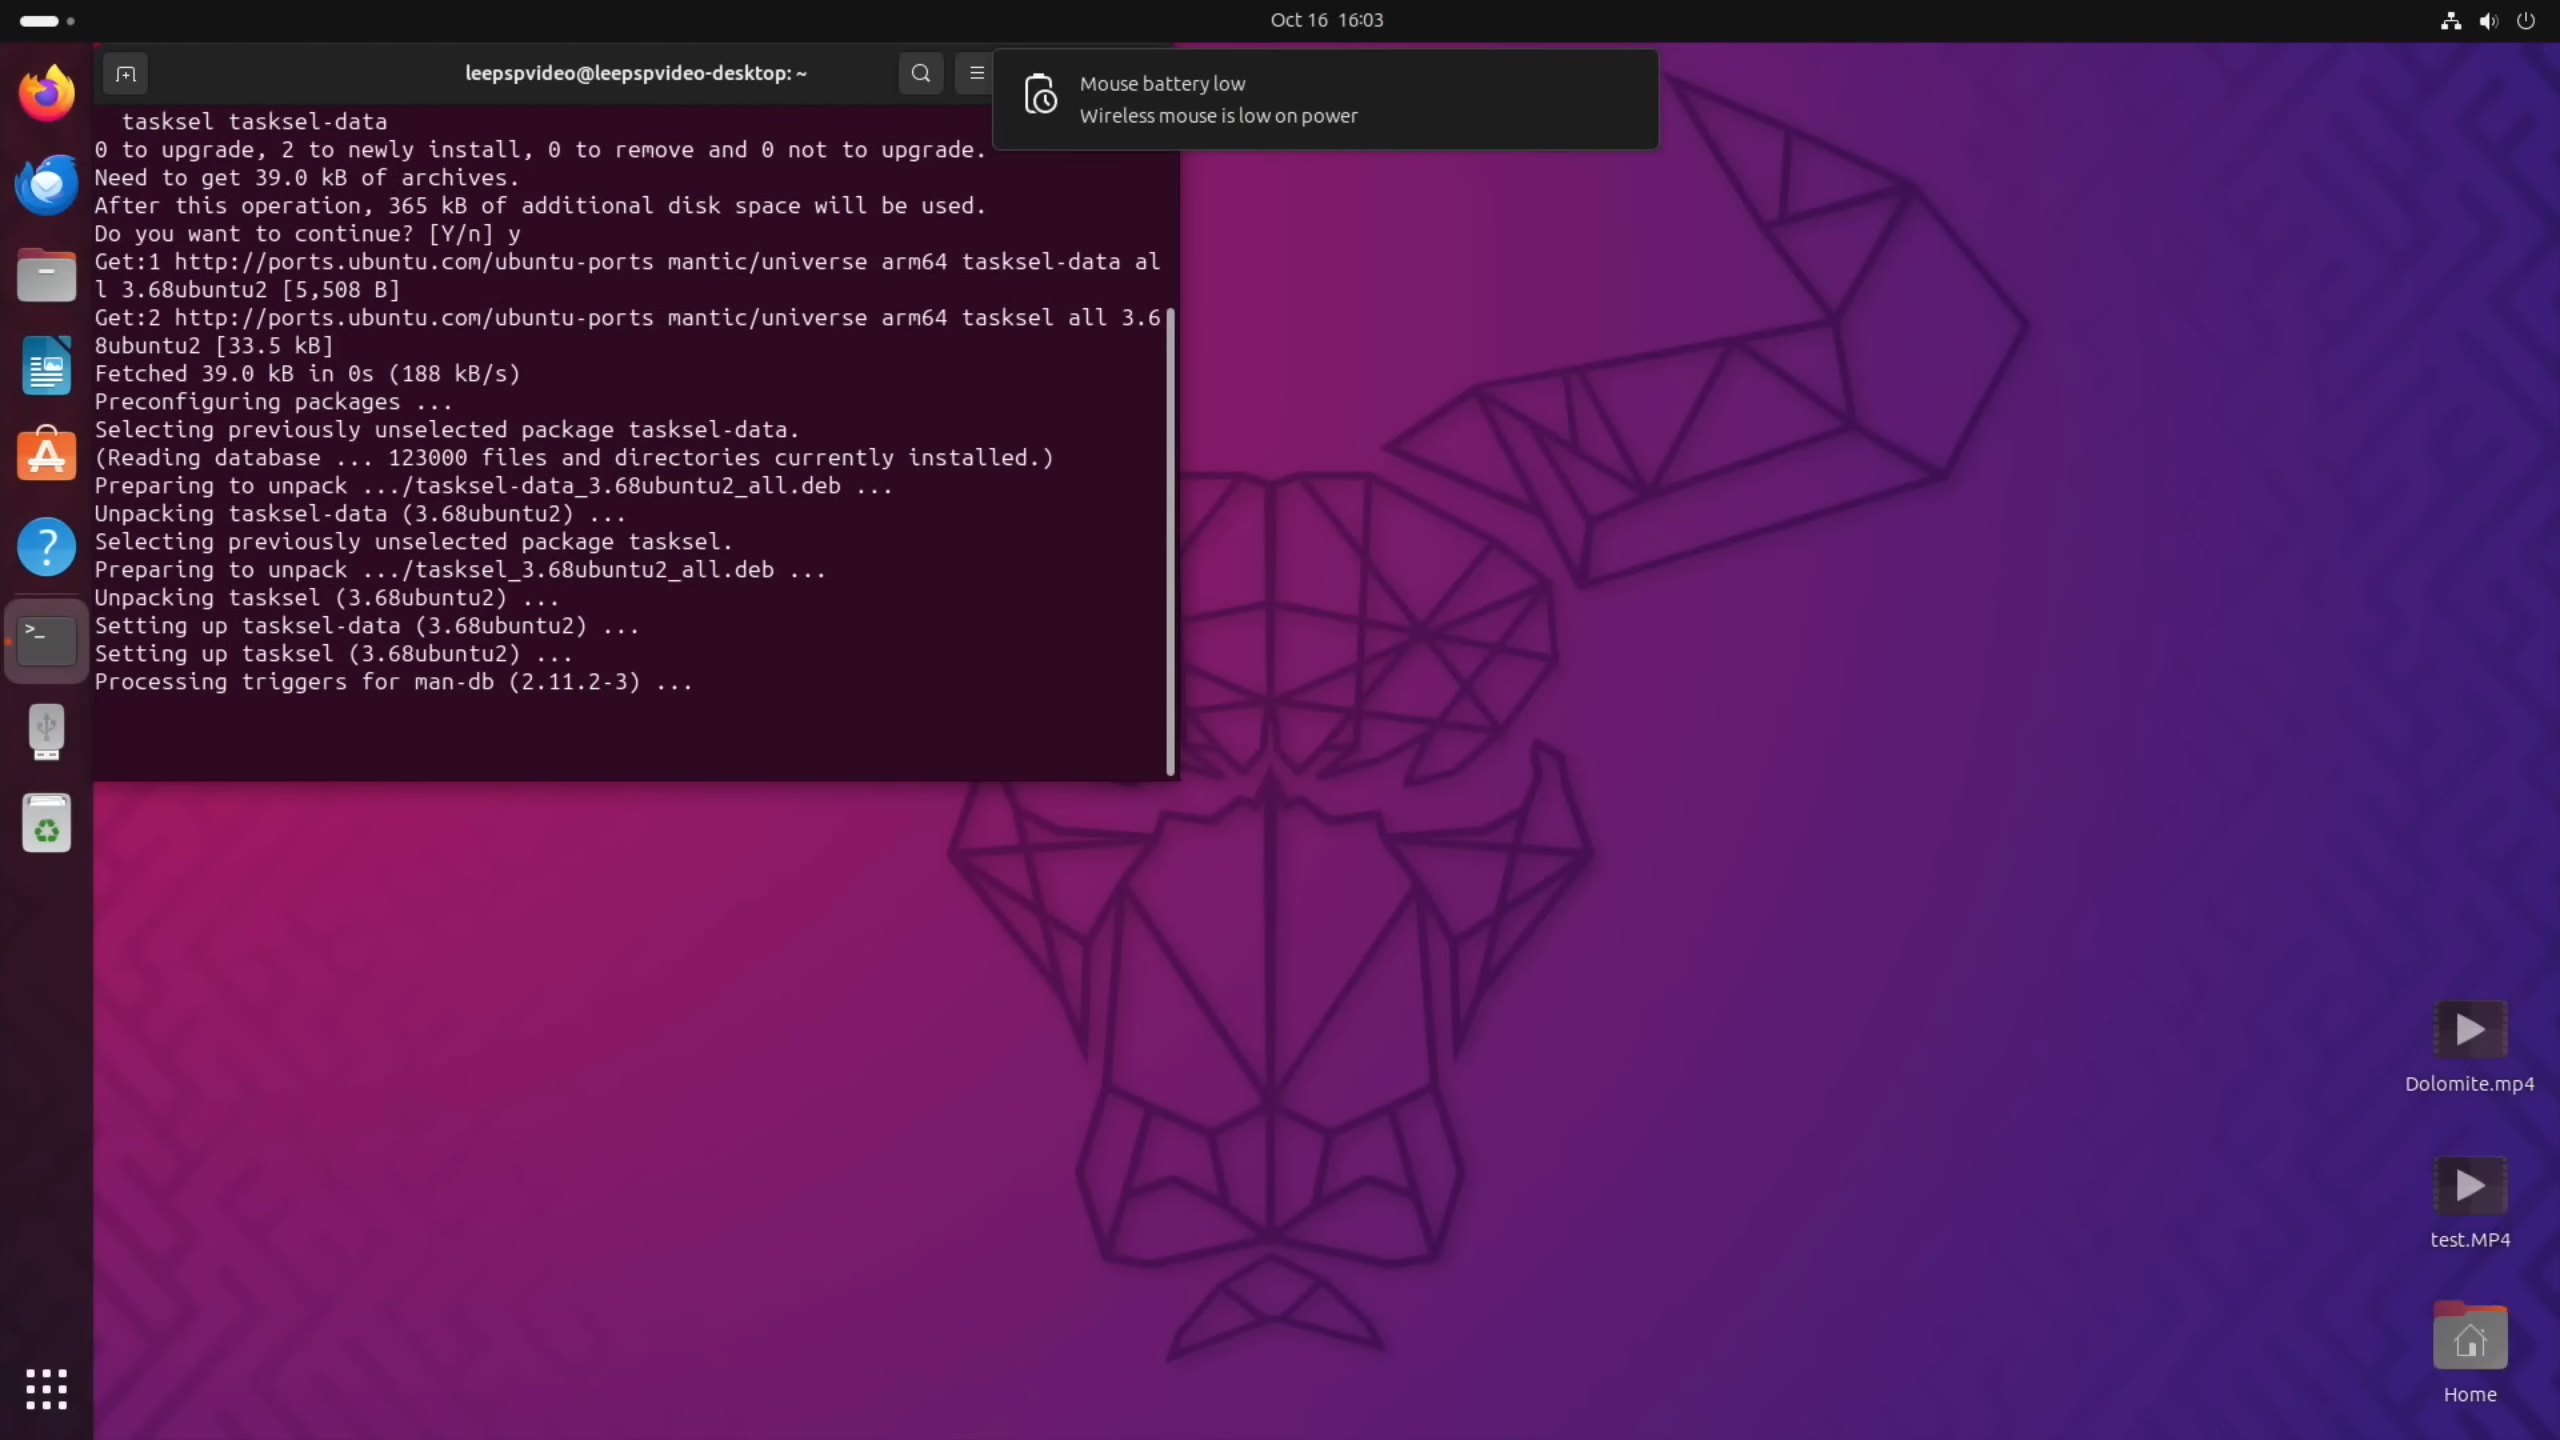 Oct 16 16:03
leepspvideo@leepspvideo-desktop: ~
Mouse battery low
Wireless mouse is low on power
tasksel tasksel-data
0 to upgrade, 2 to newly install, 0 to remove and 0 not to upgrade.
Need to get 39.0 kB of archives.
After this operation, 365 kB of additional disk space will be used.
Do you want to continue? [Y/n] y
Get:1 http://ports.ubuntu.com/ubuntu-ports mantic/universe arm64 tasksel-data al
l 3.68ubuntu2 [5,508 B]
Get:2 http://ports.ubuntu.com/ubuntu-ports mantic/universe arm64 tasksel all 3.6
8ubuntu2 [33.5 kB]
Fetched 39.0 kB in 0s (188 kB/s)
Preconfiguring packages ...
Selecting previously unselected package tasksel-data.
(Reading database ... 123000 files and directories currently installed.)
Preparing to unpack .../tasksel-data_3.68ubuntu2_all.deb ...
Unpacking tasksel-data (3.68ubuntu2) ...
Selecting previously unselected package tasksel.
Preparing to unpack .../tasksel_3.68ubuntu2_all.deb ...
Unpacking tasksel (3.68ubuntu2) ...
Setting up tasksel-data (3.68ubuntu2) ...
Setting up tasksel (3.68ubuntu2) ...
Processing triggers for man-db (2.11.2-3) ...
Dolomite.mp4
test.MP4
Home